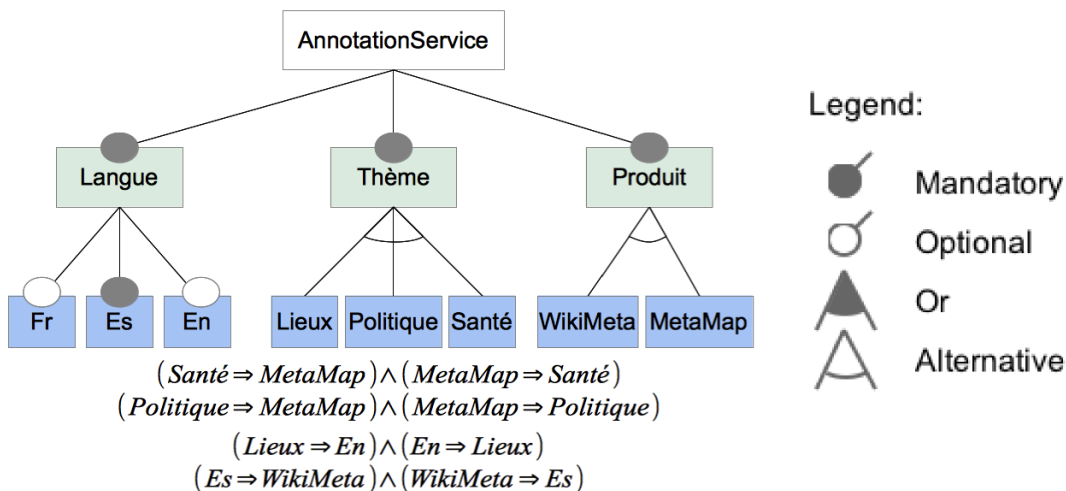 AnnotationService
Legend:
Langue Thème Produit
Mandatory
Optional
Fr Es En Lieux Politique Santé WikiMeta MetaMap
Or
Alternative
(Santé ⇒ MetaMap) ∧ (MetaMap ⇒ Santé)
(Politique ⇒ MetaMap) ∧ (MetaMap ⇒ Politique)
(Lieux ⇒ En) ∧ (En ⇒ Lieux)
(Es ⇒ WikiMeta) ∧ (WikiMeta ⇒ Es)